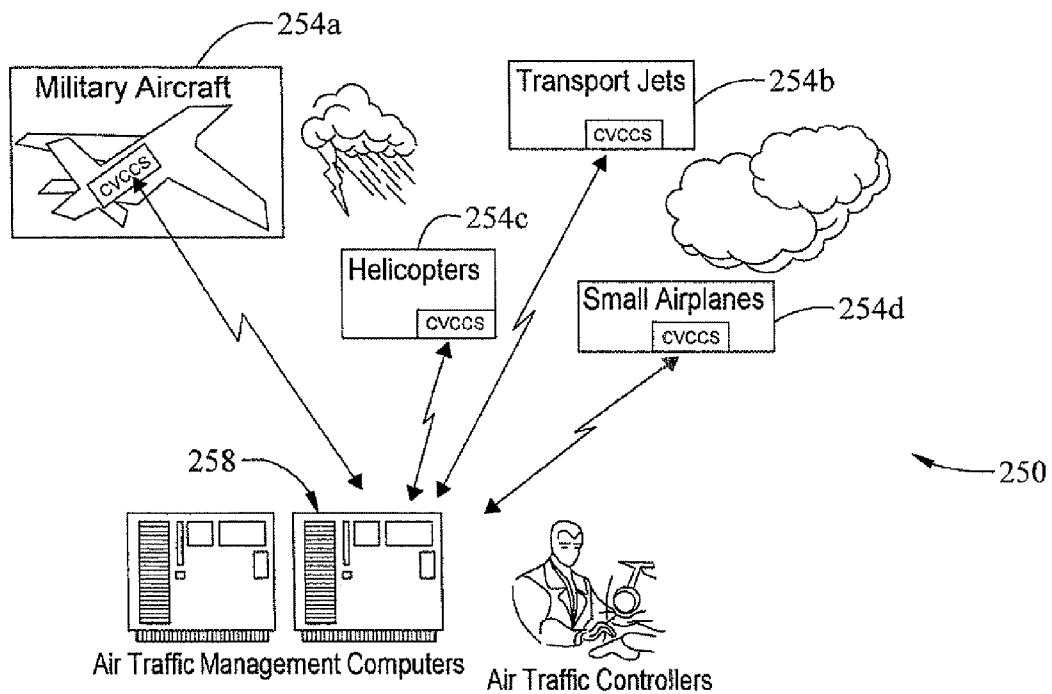 254a
Military Aircraft
CVCCS
Transport Jets
254b
CVCCS
254c
Helicopters
CVCCS
Small Airplanes
254d
CVCCS
258
250
Air Traffic Management Computers
Air Traffic Controllers